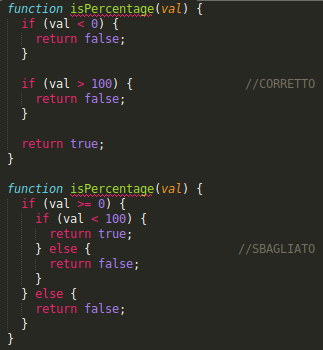 function isPercentage(val) {
  if (val < 0) {
    return false;
  }

  if (val > 100) {                //CORRETTO
    return false;
  }

  return true;
}

function isPercentage(val) {
  if (val >= 0) {
    if (val < 100) {
      return true;
    } else {                     //SBAGLIATO
      return false;
    }
  } else {
    return false;
  }
}